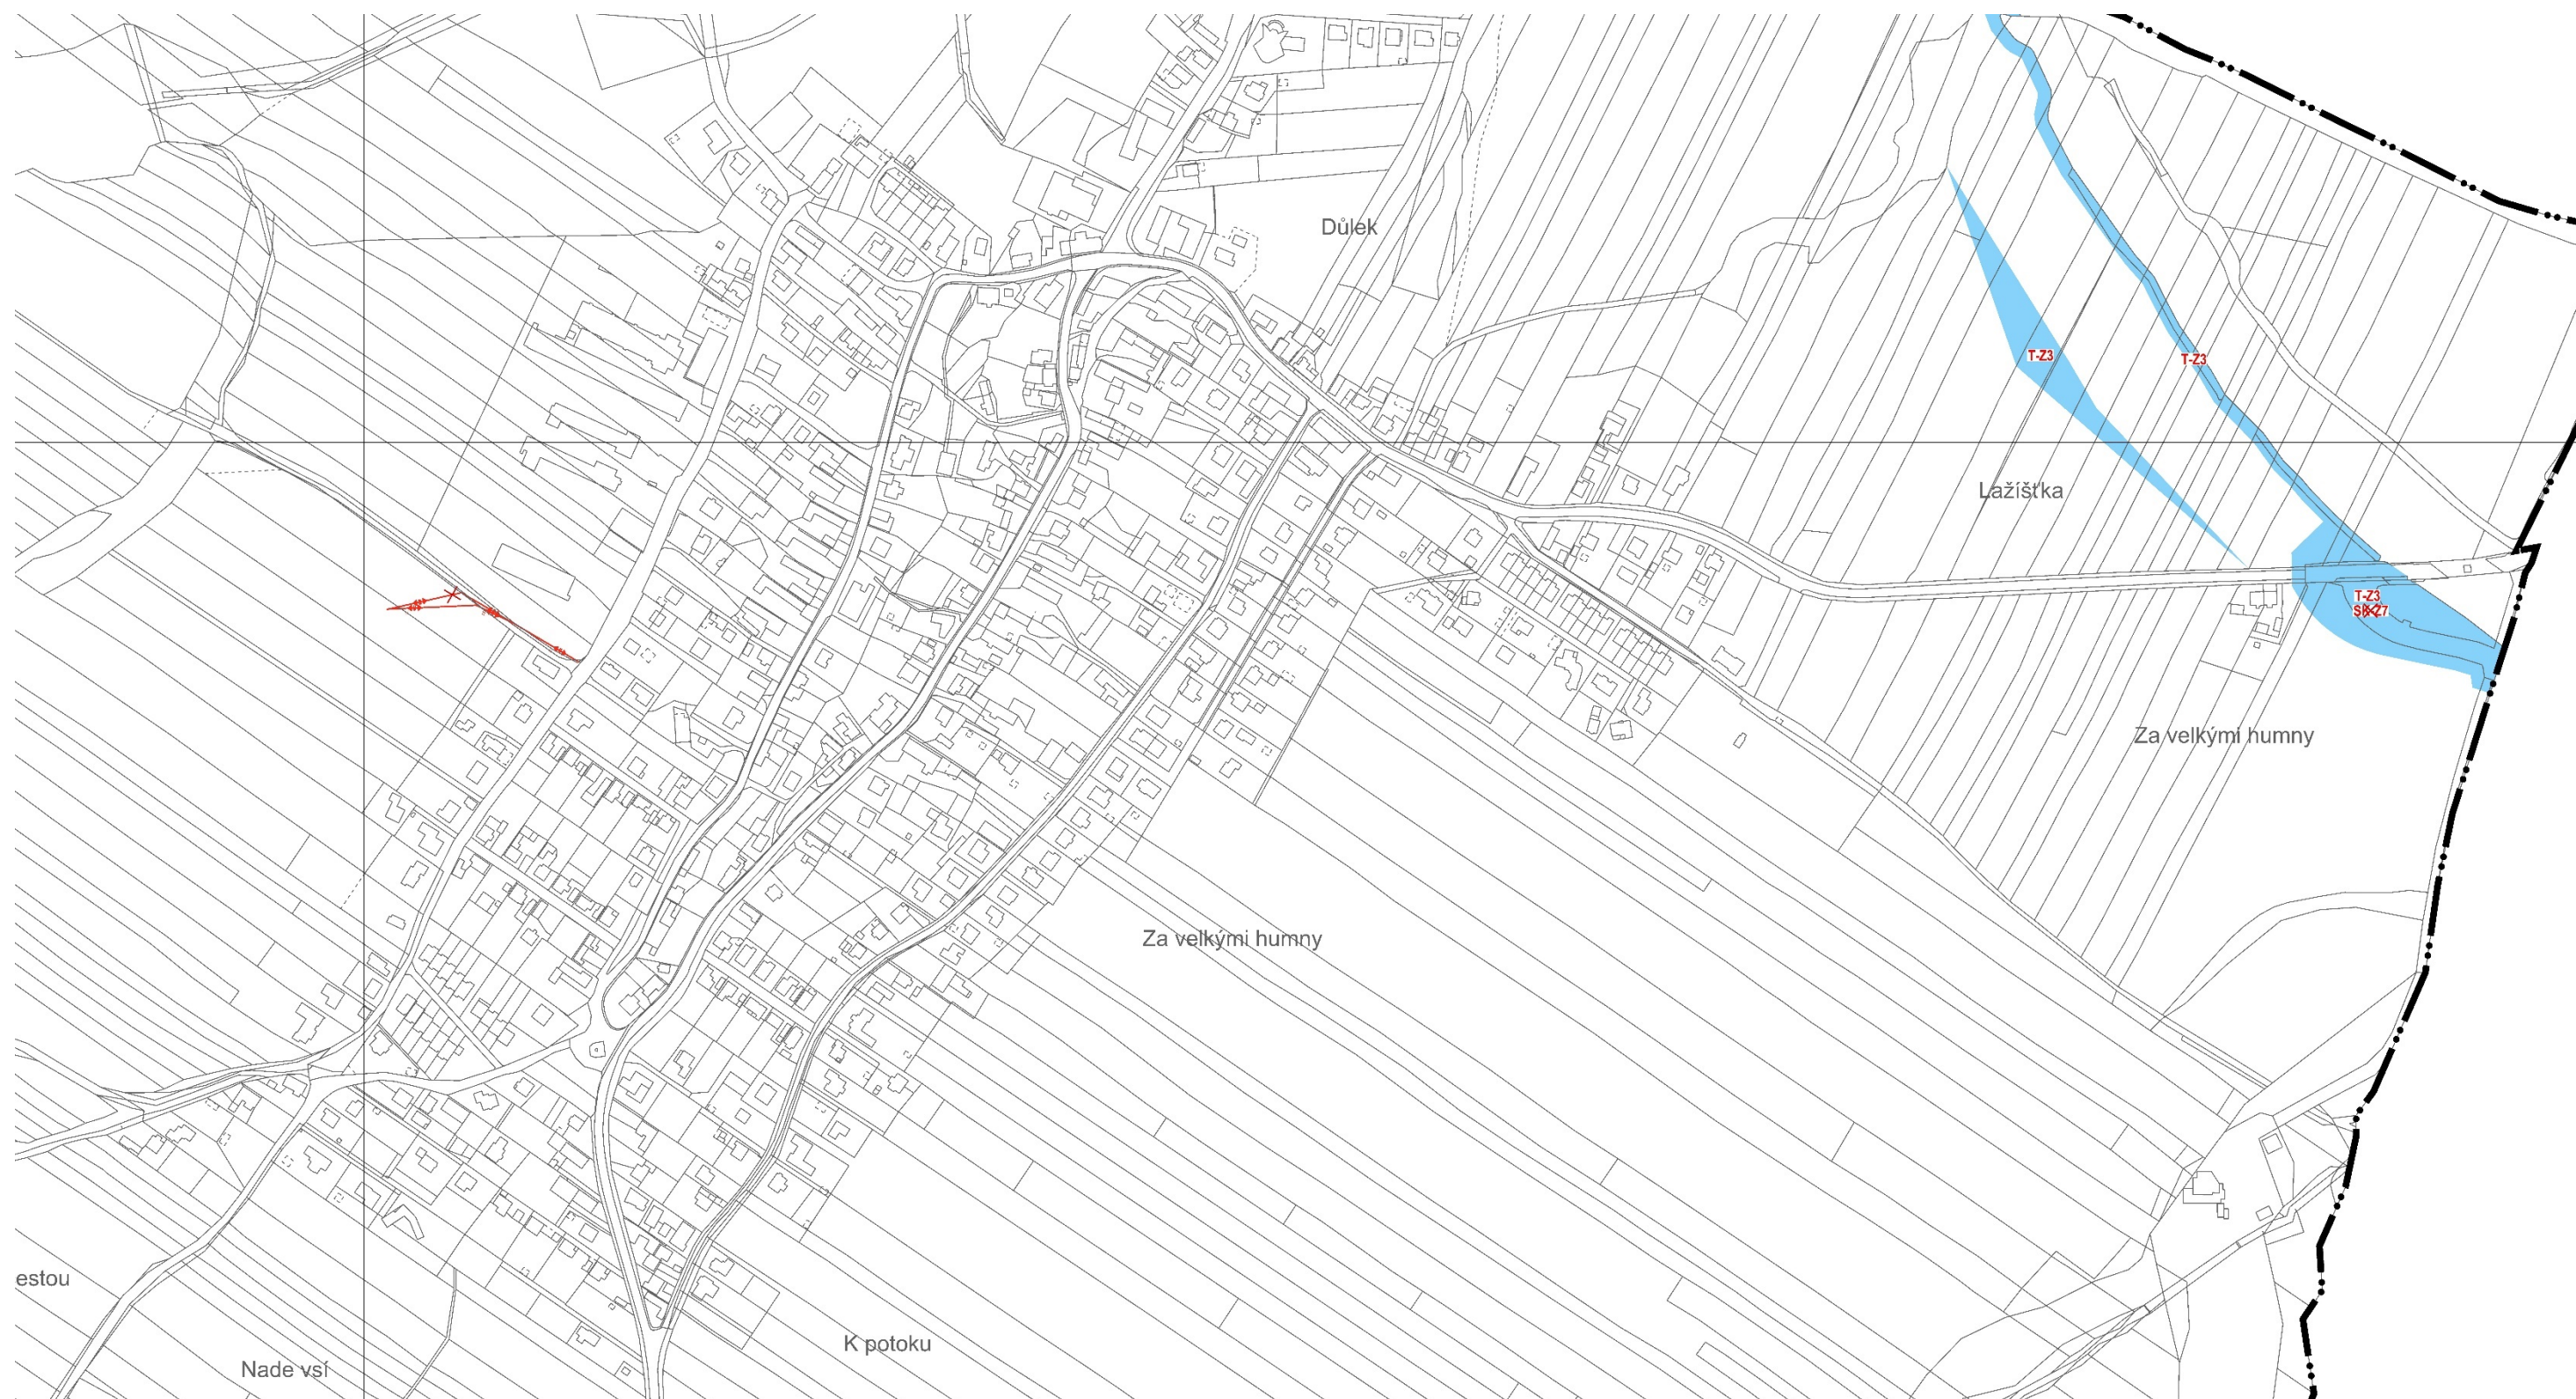 Důlek
T-Z3
T-Z3
Lažíšťka
T-Z3
Za velkými humny
Za velkými humny
estou
K potoku
Nade vsí